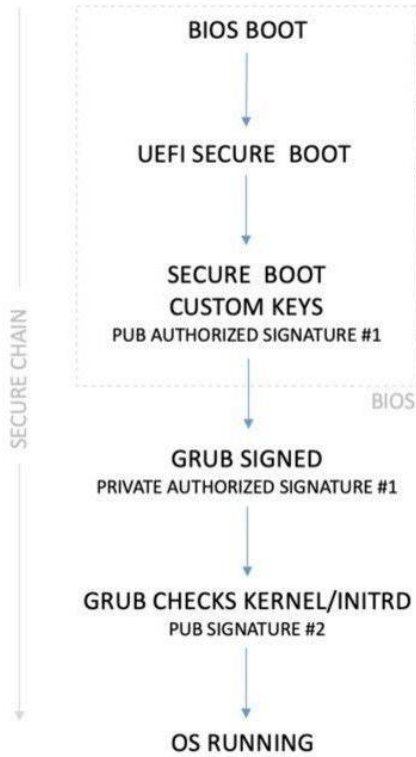 BIOS BOOT
UEFI SECURE BOOT
SECURE BOOT
CUSTOM KEYS
PUB AUTHORIZED SIGNATURE #1
BIOS
SECURE CHAIN
GRUB SIGNED
PRIVATE AUTHORIZED SIGNATURE #1
GRUB CHECKS KERNEL/INITRD
PUB SIGNATURE #2
OS RUNNING